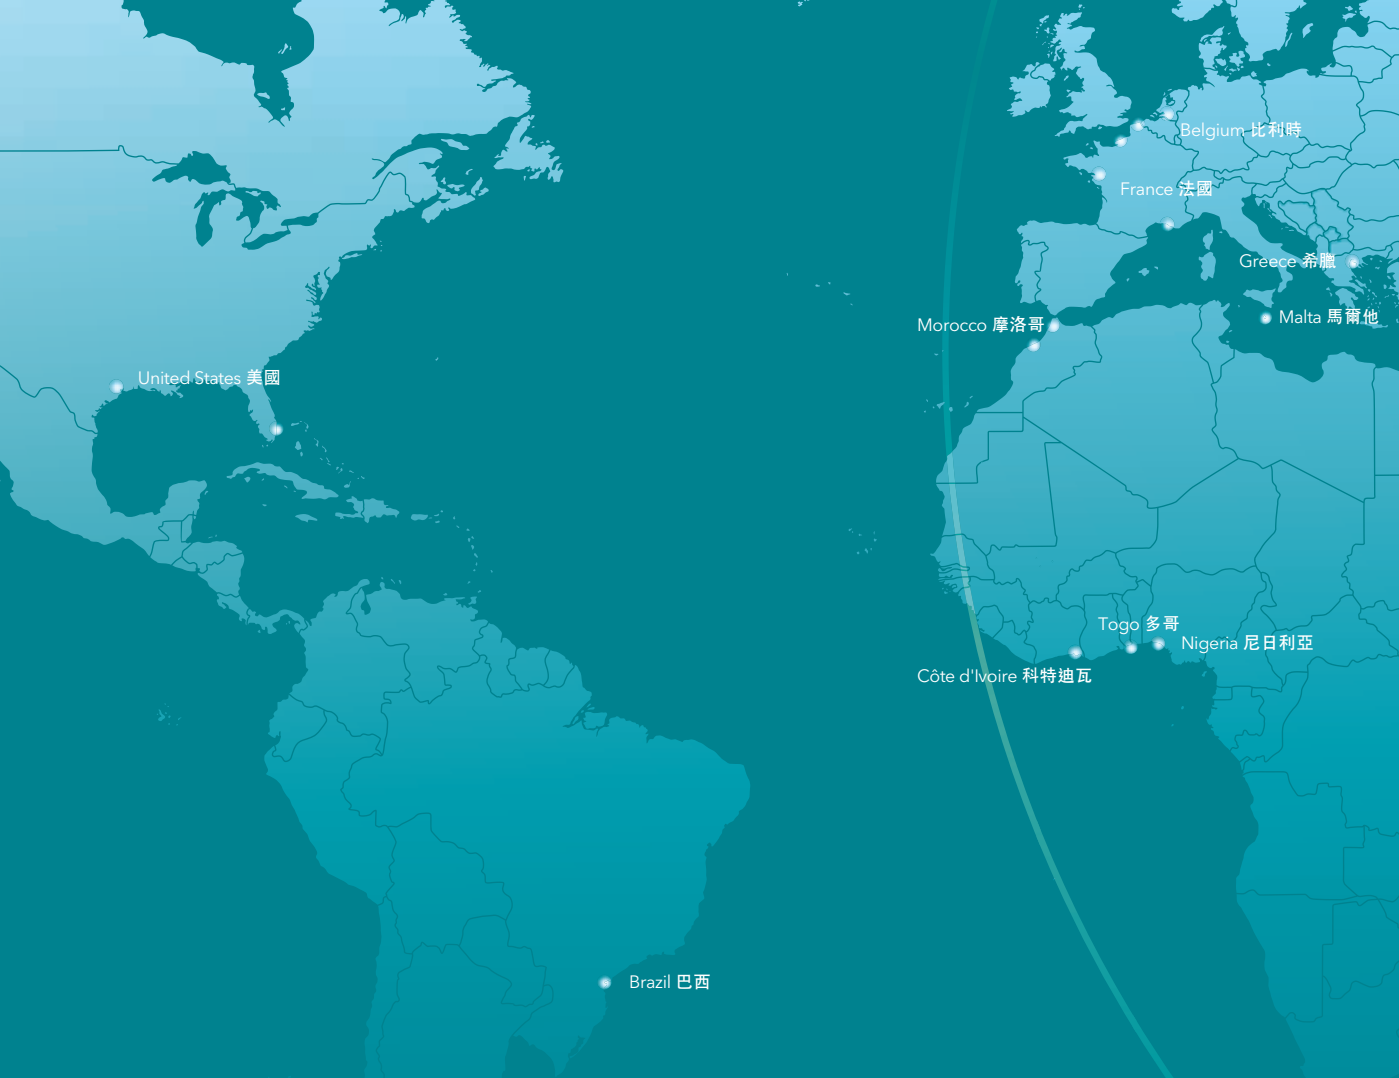 Belgium 比利時
France 法國
Greece 希臘
Malta 馬爾他
Morocco 摩洛哥
United States 美國
Togo 多哥
Nigeria 尼日利亞
Côte d'Ivoire 科特迪瓦
Brazil 巴西